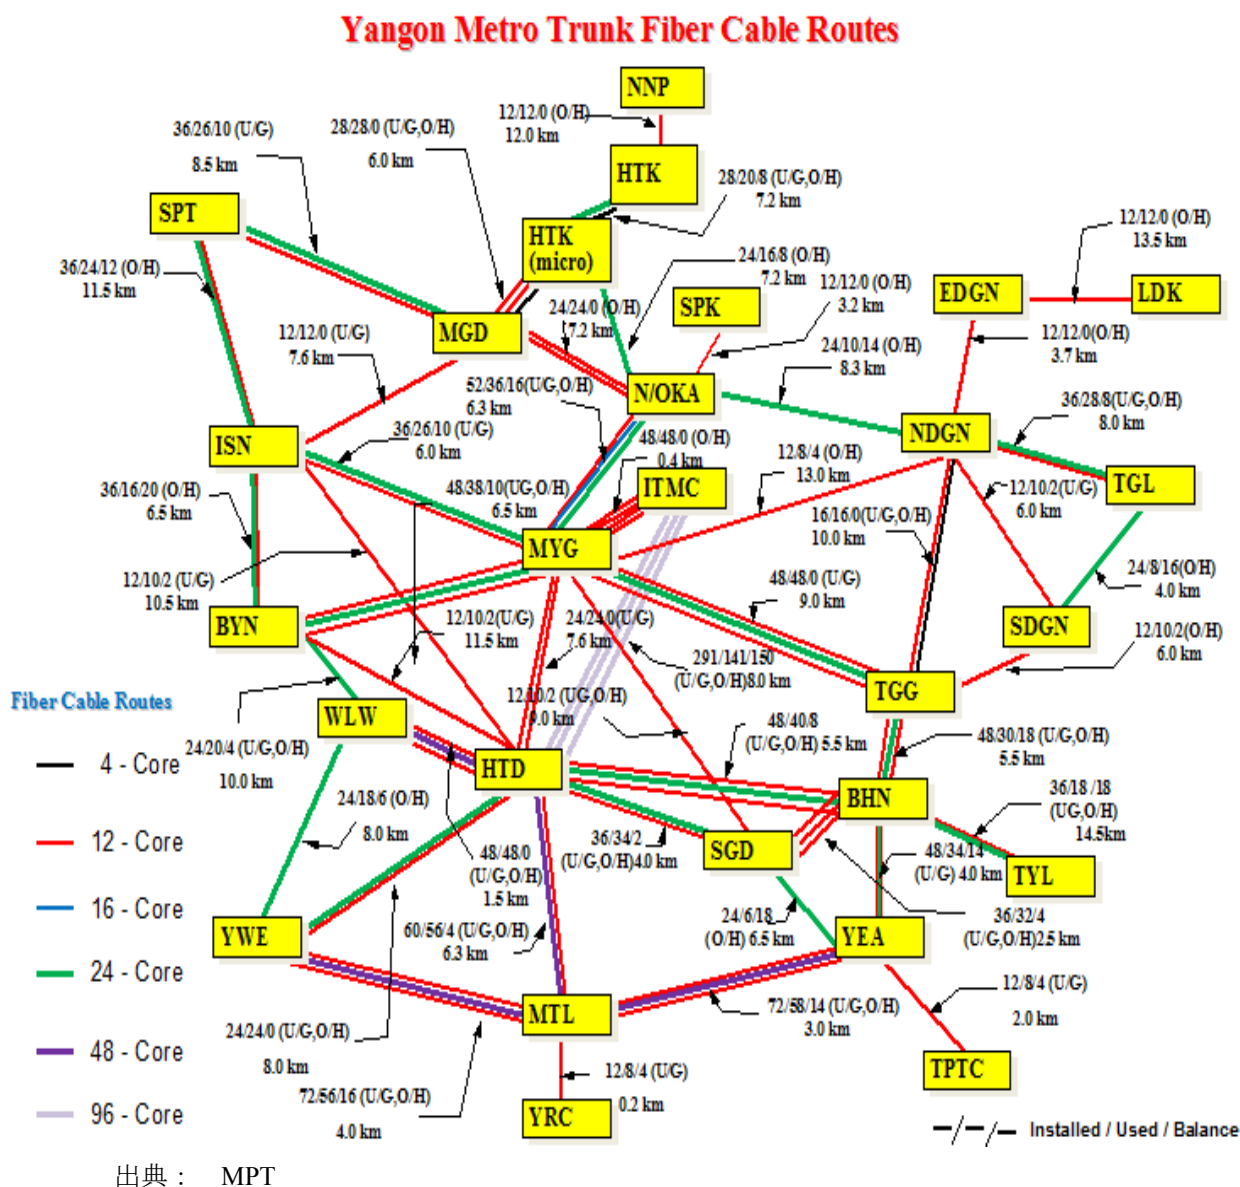 Yangon Metro Trunk Fiber Cable Routes
NNP
12/12/0 (O/H)
12.0 km
36/26/10 (U/G)
8.5 km
28/28/0 (U/G,O/H)
6.0 km
HTK
28/20/8 (U/G,O/H)
7.2 km
SPT
HTK
(micro)
12/12/0 (O/H)
13.5 km
24/16/8 (O/H)
7.2 km
36/24/12 (O/H)
11.5 km
12/12/0 (O/H)
3.2 km
EDGN
LDK
SPK
24/24/0 (O/H)
7.2 km
MGD
12/12/0 (U/G)
7.6 km
12/12/0(O/H)
3.7 km
24/10/14 (O/H)
8.3 km
52/36/16(U/G,O/H)
6.3 km
N/OKA
36/28/8(U/G,O/H)
8.0 km
NDGN
ISN
36/26/10 (U/G)
6.0 km
48/48/0 (O/H)
0.4 km
12/8/4 (O/H)
13.0 km
ITMC
TGL
36/16/20 (O/H)
6.5 km
48/38/10(UG,O/H)
6.5 km
12/10/2(U/G)
6.0 km
16/16/0(U/G,O/H)
10.0 km
MYG
24/8/16(O/H)
4.0 km
12/10/2 (U/G)
10.5 km
48/48/0 (U/G)
9.0 km
BYN
SDGN
12/10/2(U/G)
11.5 km
24/24/0(U/G)
7.6 km
12/10/2(O/H)
6.0 km
291/141/150
(U/G,O/H)8.0 km
TGG
Fiber Cable Routes
WLW
12/10/2 (UG,O/H)
9.0 km
48/40/8
(U/G,O/H) 5.5 km
48/30/18 (U/G,O/H)
5.5 km
24/20/4 (U/G,O/H)
10.0 km
4 - Core
HTD
BHN
36/18 /18
(UG,O/H)
14.5km
24/18/6 (O/H)
8.0 km
12 - Core
36/34/2
(U/G,O/H)4.0 km
SGD
48/34/14
(U/G) 4.0 km
TYL
48/48/0
(U/G,O/H)
1.5 km
16 - Core
24/6/18
(O/H) 6.5 km
36/32/4
(U/G,O/H)2.5 km
YWE
60/56/4 (U/G,O/H)
6.3 km
YEA
24 - Core
12/8/4 (U/G)
2.0 km
MTL
72/58/14 (U/G,O/H)
3.0 km
24/24/0 (U/G,O/H)
8.0 km
48 - Core
12/8/4 (U/G)
0.2 km
TPTC
72/56/16 (U/G,O/H)
4.0 km
96 - Core
YRC
Installed / Used / Balance
出典： MPT